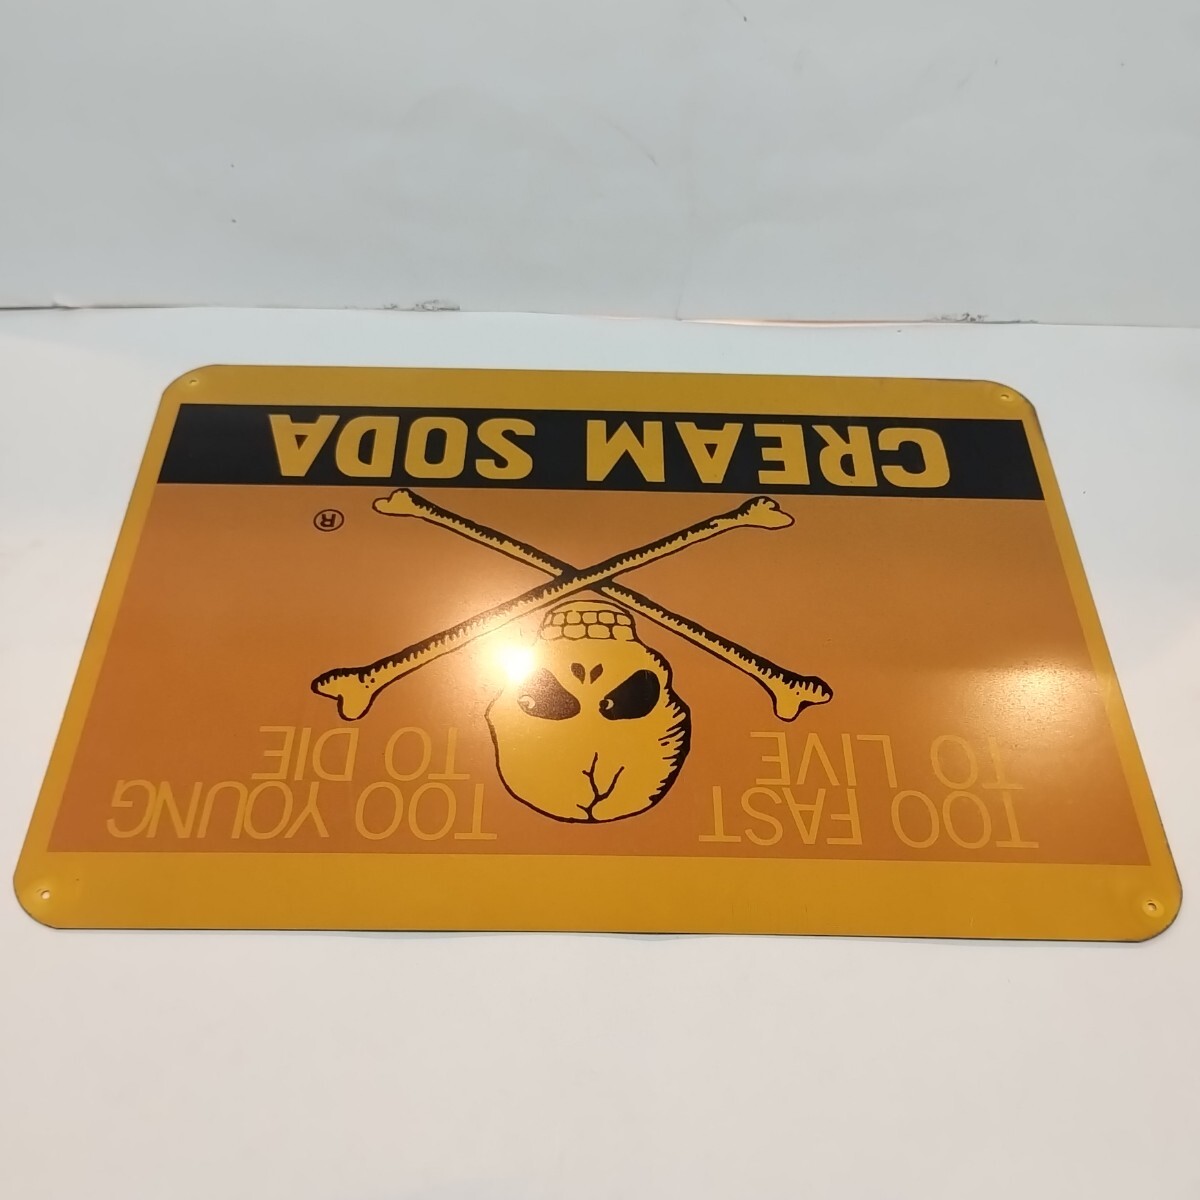 TOO FAST
TO LIVE
TOO YOUNG
TO DIE
®
CREAM SODA